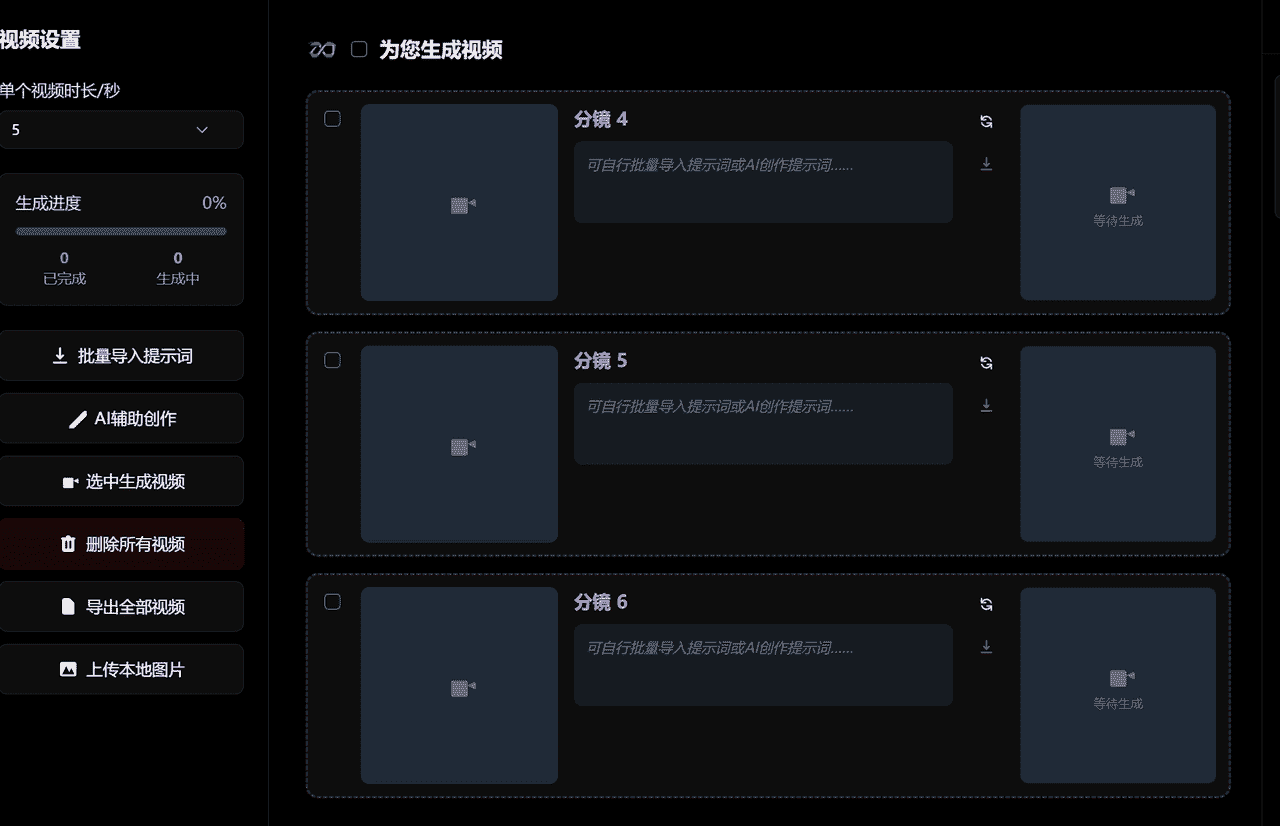 视频设置
单个视频时长/秒
5
生成进度 0%
0 0
已完成 生成中
批量导入提示词
AI辅助创作
选中生成视频
删除所有视频
导出全部视频
上传本地图片
为您生成视频
分镜 4
可自行批量导入提示词或AI创作提示词......
等待生成
分镜 5
可自行批量导入提示词或AI创作提示词......
等待生成
分镜 6
可自行批量导入提示词或AI创作提示词......
等待生成